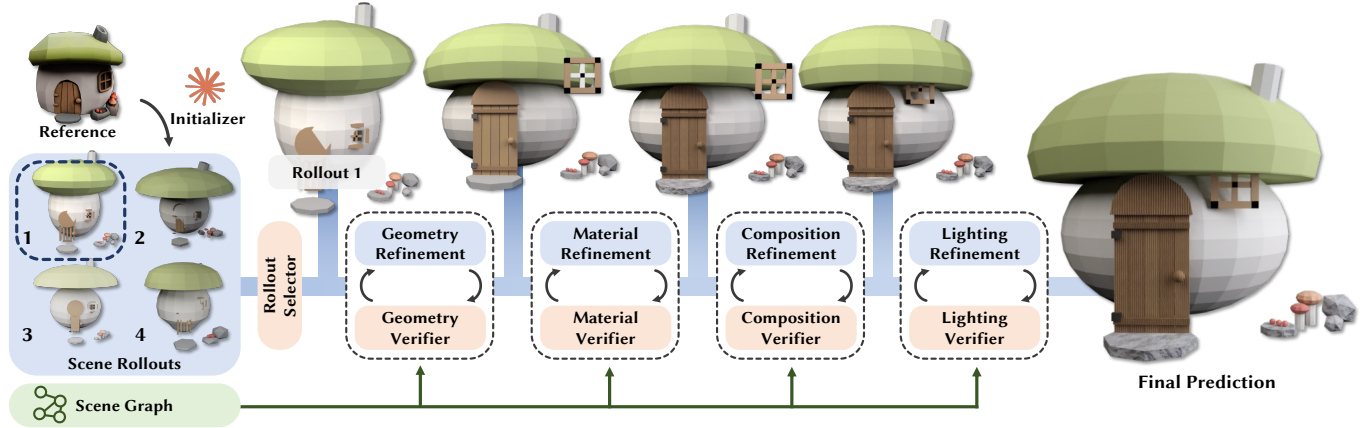 Reference
Initializer
1
2
3
4
Scene Rollouts
Scene Graph
Rollout 1
Rollout
Selector
Geometry
Refinement
Geometry
Verifier
Material
Refinement
Material
Verifier
Composition
Refinement
Composition
Verifier
Lighting
Refinement
Lighting
Verifier
Final Prediction